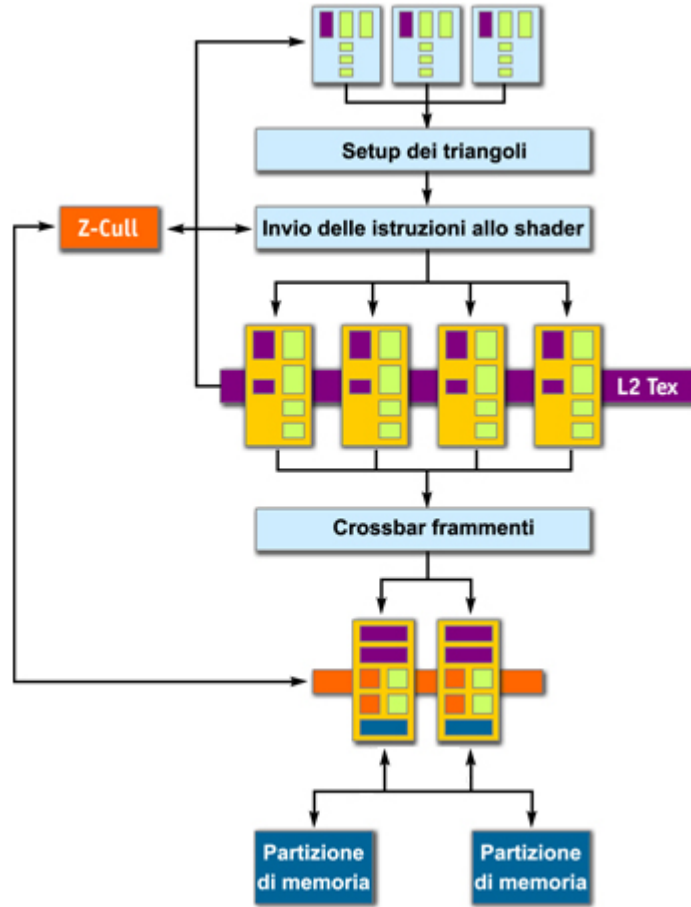 Setup dei triangoli
Z-Cull
Invio delle istruzioni allo shader
L2 Tex
Crossbar frammenti
Partizione
di memoria
Partizione
di memoria